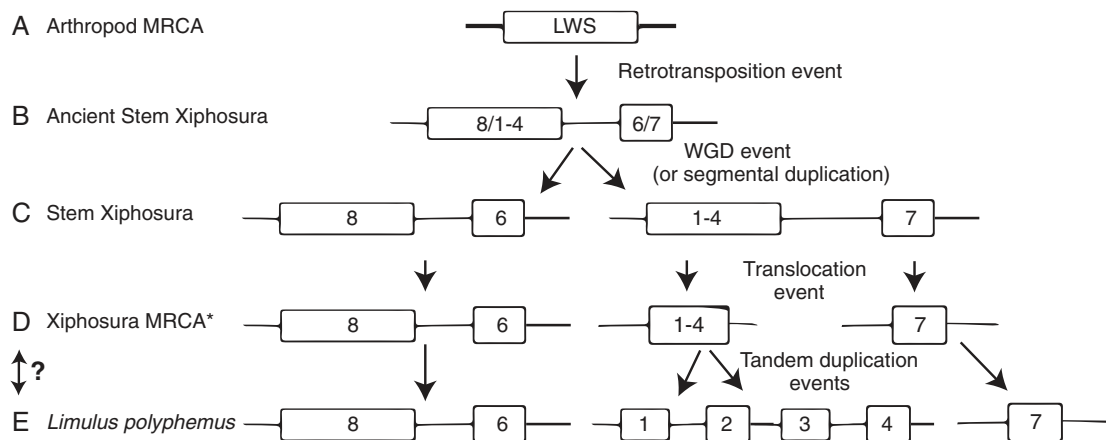 A Arthropod MRCA LWS
Retrotransposition event
B Ancient Stem Xiphosura 8/1-4 6/7
WGD event
(or segmental duplication)
C Stem Xiphosura 8 6 1-4 7
Translocation
event
D Xiphosura MRCA* 8 6 1-4 7
?
Tandem duplication
events
E Limulus polyphemus 8 6 1 2 3 4 7